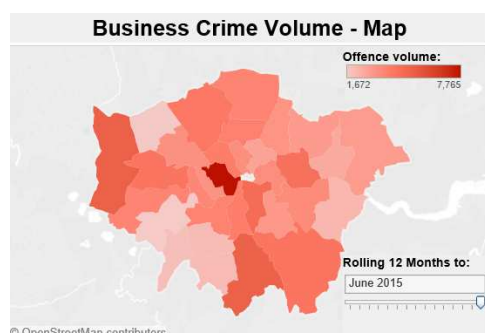 Business Crime Volume - Map
Offence volume:
1,672 7,765
Rolling 12 Months to:
June 2015
© OpenStreetMap contributors